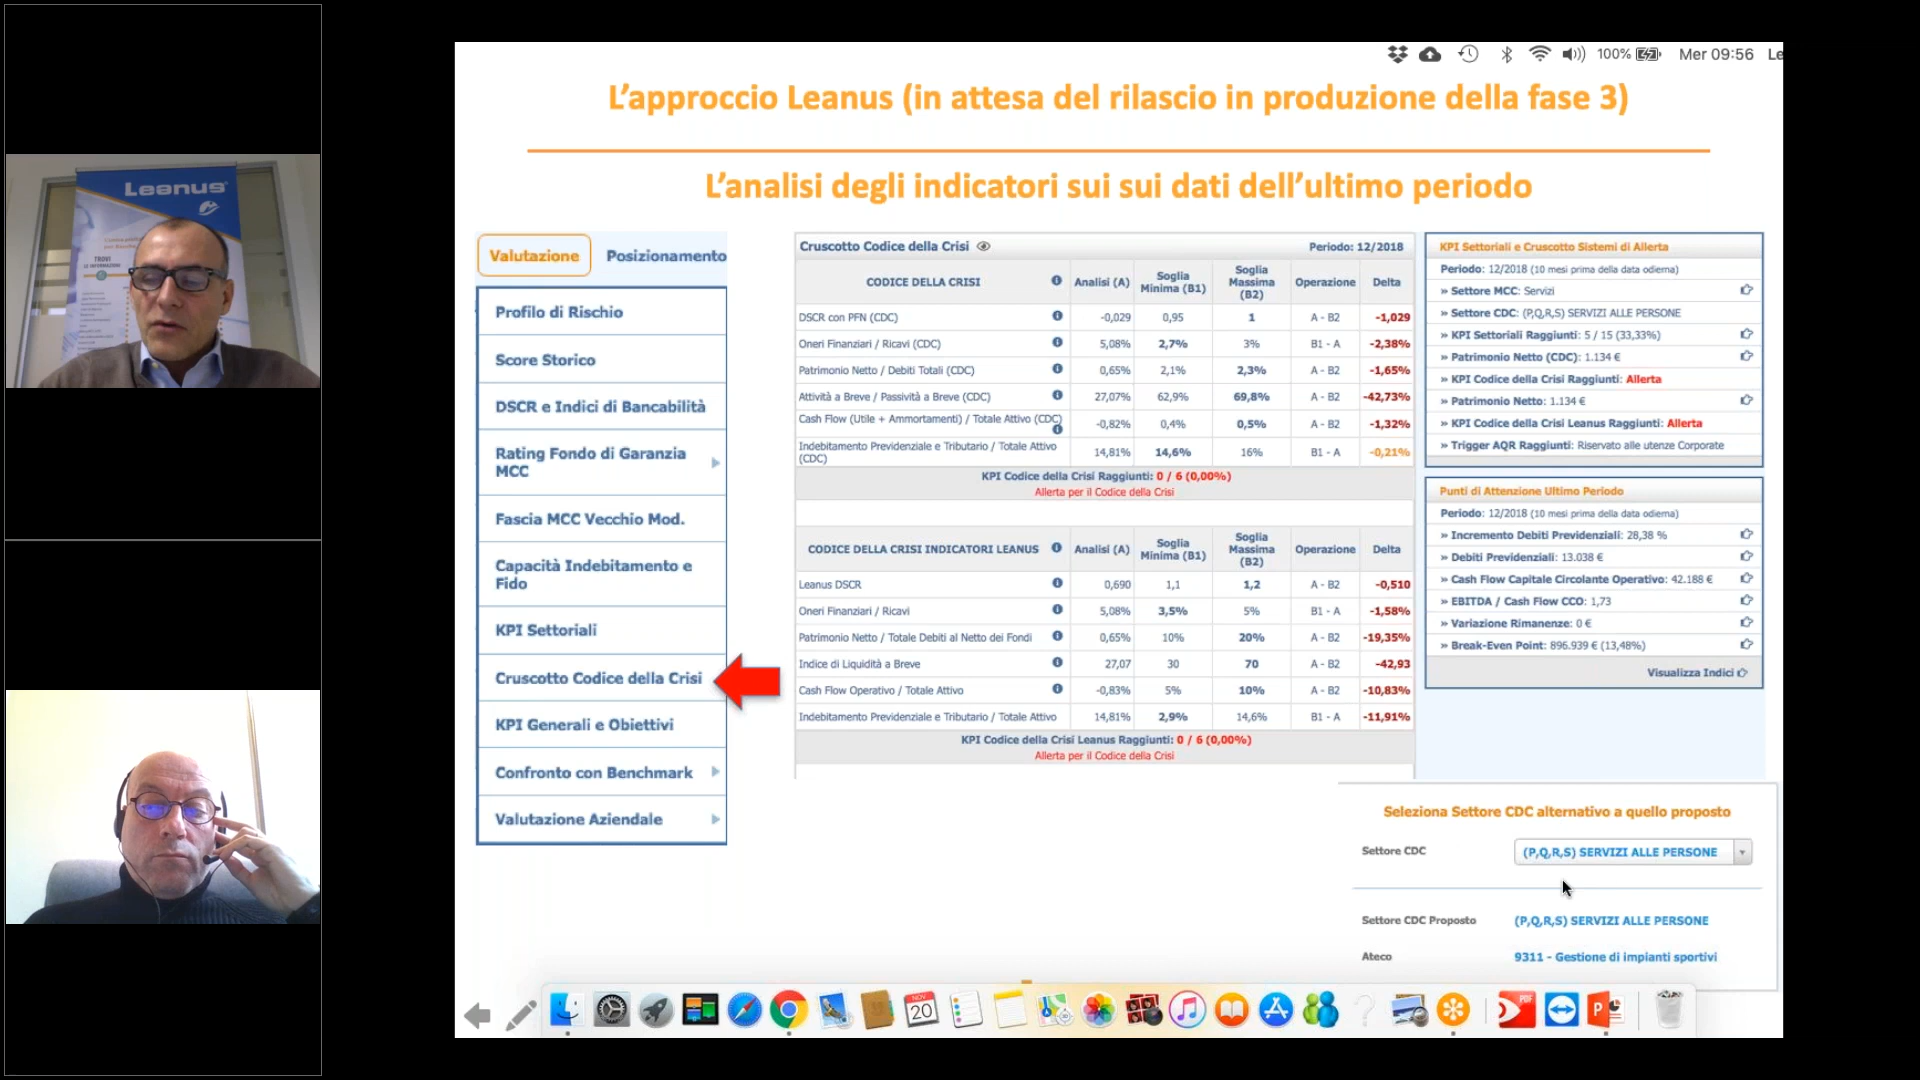 Leanus
TROVI
100%
Mer 09:56
Le
L'approccio Leanus (in attesa del rilascio in produzione della fase 3)
L'analisi degli indicatori sui sui dati dell'ultimo periodo
Valutazione
Posizionamento
Profilo di Rischio
Score Storico
DSCR e Indici di Bancabilità
Rating Fondo di Garanzia
MCC
Fascia MCC Vecchio Mod.
Capacità Indebitamento e
Fido
KPI Settoriali
Cruscotto Codice della Crisi
KPI Generali e Obiettivi
Confronto con Benchmark
Valutazione Aziendale
Cruscotto Codice della Crisi
Periodo: 12/2018
CODICE DELLA CRISI Analisi (A) Soglia Minima (B1) Soglia Massima (B2) Operazione Delta
DSCR con PFN (CDC) -0,029 0,95 1 A - B2 -1,029
Oneri Finanziari / Ricavi (CDC) 5,08% 2,7% 3% B1 - A -2,38%
Patrimonio Netto / Debiti Totali (CDC) 0,65% 2,1% 2,3% A - B2 -1,65%
Attività a Breve / Passività a Breve (CDC) 27,07% 62,9% 69,8% A - B2 -42,73%
Cash Flow (Utile + Ammortamenti) / Totale Attivo (CDC) -0,82% 0,4% 0,5% A - B2 -1,32%
Indebitamento Previdenziale e Tributario / Totale Attivo
(CDC) 14,81% 14,6% 16% B1 - A -0,21%
KPI Codice della Crisi Raggiunti: 0 / 6 (0,00%)
Allerta per il Codice della Crisi
CODICE DELLA CRISI INDICATORI LEANUS Analisi (A) Soglia Minima (B1) Soglia Massima (B2) Operazione Delta
Leanus DSCR 0,690 1,1 1,2 A - B2 -0,510
Oneri Finanziari / Ricavi 5,08% 3,5% 5% B1 - A -1,58%
Patrimonio Netto / Totale Debiti al Netto dei Fondi 0,65% 10% 20% A - B2 -19,35%
Indice di Liquidità a Breve 27,07 30 70 A - B2 -42,93
Cash Flow Operativo / Totale Attivo -0,83% 5% 10% A - B2 -10,83%
Indebitamento Previdenziale e Tributario / Totale Attivo 14,81% 2,9% 14,6% B1 - A -11,91%
KPI Codice della Crisi Leanus Raggiunti: 0 / 6 (0,00%)
Allerta per il Codice della Crisi
KPI Settoriali e Cruscotto Sistemi di Allerta
Periodo: 12/2018 (10 mesi prima della data odierna)
» Settore MCC: Servizi
» Settore CDC: (P,Q,R,S) SERVIZI ALLE PERSONE
» KPI Settoriali Raggiunti: 5 / 15 (33,33%)
» Patrimonio Netto (CDC): 1.134 €
» KPI Codice della Crisi Raggiunti: Allerta
» Patrimonio Netto: 1.134 €
» KPI Codice della Crisi Leanus Raggiunti: Allerta
» Trigger AQR Raggiunti: Riservato alle utenze Corporate
Punti di Attenzione Ultimo Periodo
Periodo: 12/2018 (10 mesi prima della data odierna)
» Incremento Debiti Previdenziali: 28,38 %
» Debiti Previdenziali: 13.038 €
» Cash Flow Capitale Circolante Operativo: 42.188 €
» EBITDA / Cash Flow CCO: 1,73
» Variazione Rimanenze: 0 €
» Break-Even Point: 896.939 € (13,48%)
Visualizza Indici
Seleziona Settore CDC alternativo a quello proposto
Settore CDC (P,Q,R,S) SERVIZI ALLE PERSONE
Settore CDC Proposto (P,Q,R,S) SERVIZI ALLE PERSONE
Ateco 9311 - Gestione di impianti sportivi
NOV
20
PDF
P